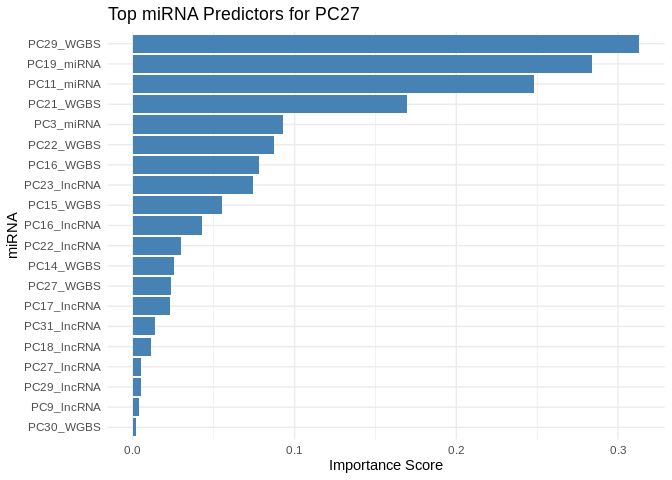 Top miRNA Predictors for PC27
miRNA
PC29_WGBS
PC19_miRNA
PC11_miRNA
PC21_WGBS
PC3_miRNA
PC22_WGBS
PC16_WGBS
PC23_lncRNA
PC15_WGBS
PC16_lncRNA
PC22_lncRNA
PC14_WGBS
PC27_WGBS
PC17_lncRNA
PC31_lncRNA
PC18_lncRNA
PC27_lncRNA
PC29_lncRNA
PC9_lncRNA
PC30_WGBS
0.0 0.1 0.2 0.3
Importance Score